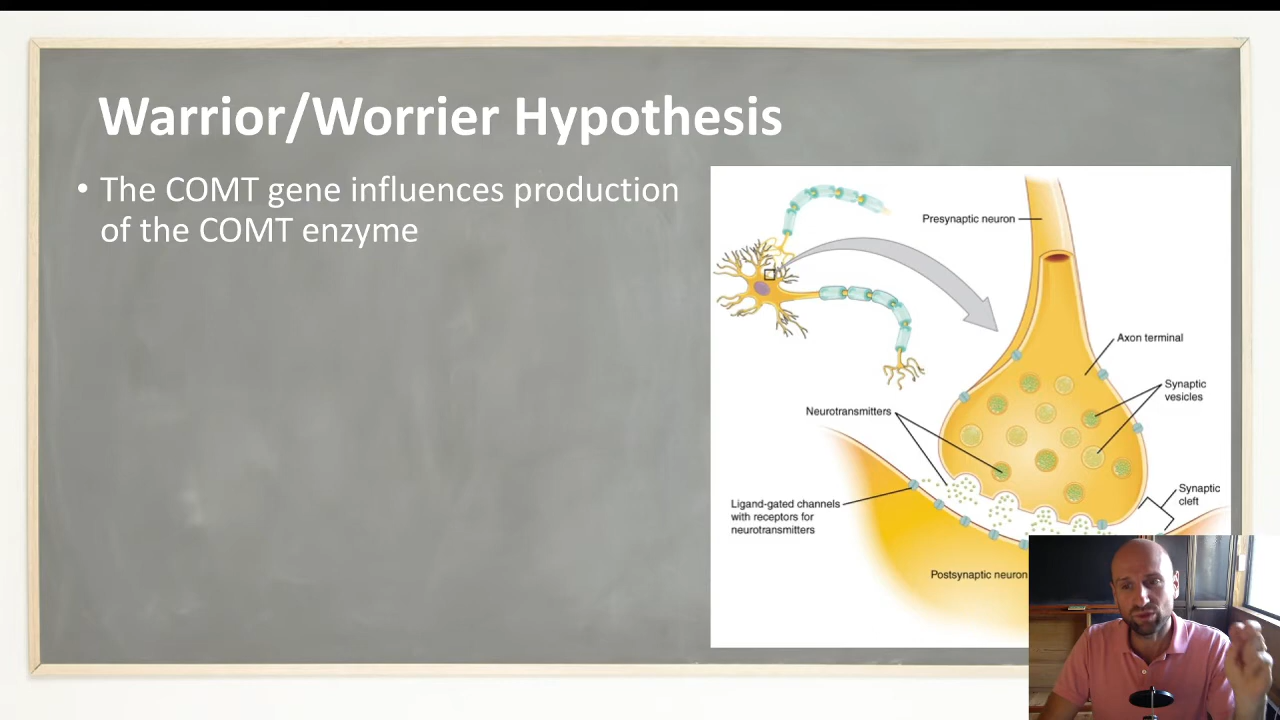 Warrior/Worrier Hypothesis
• The COMT gene influences production
of the COMT enzyme
Presynaptic neuron
Axon terminal
Synaptic
vesicles
Neurotransmitters
Ligand-gated channels
with receptors for
neurotransmitters
Synaptic
cleft
Postsynaptic neuron